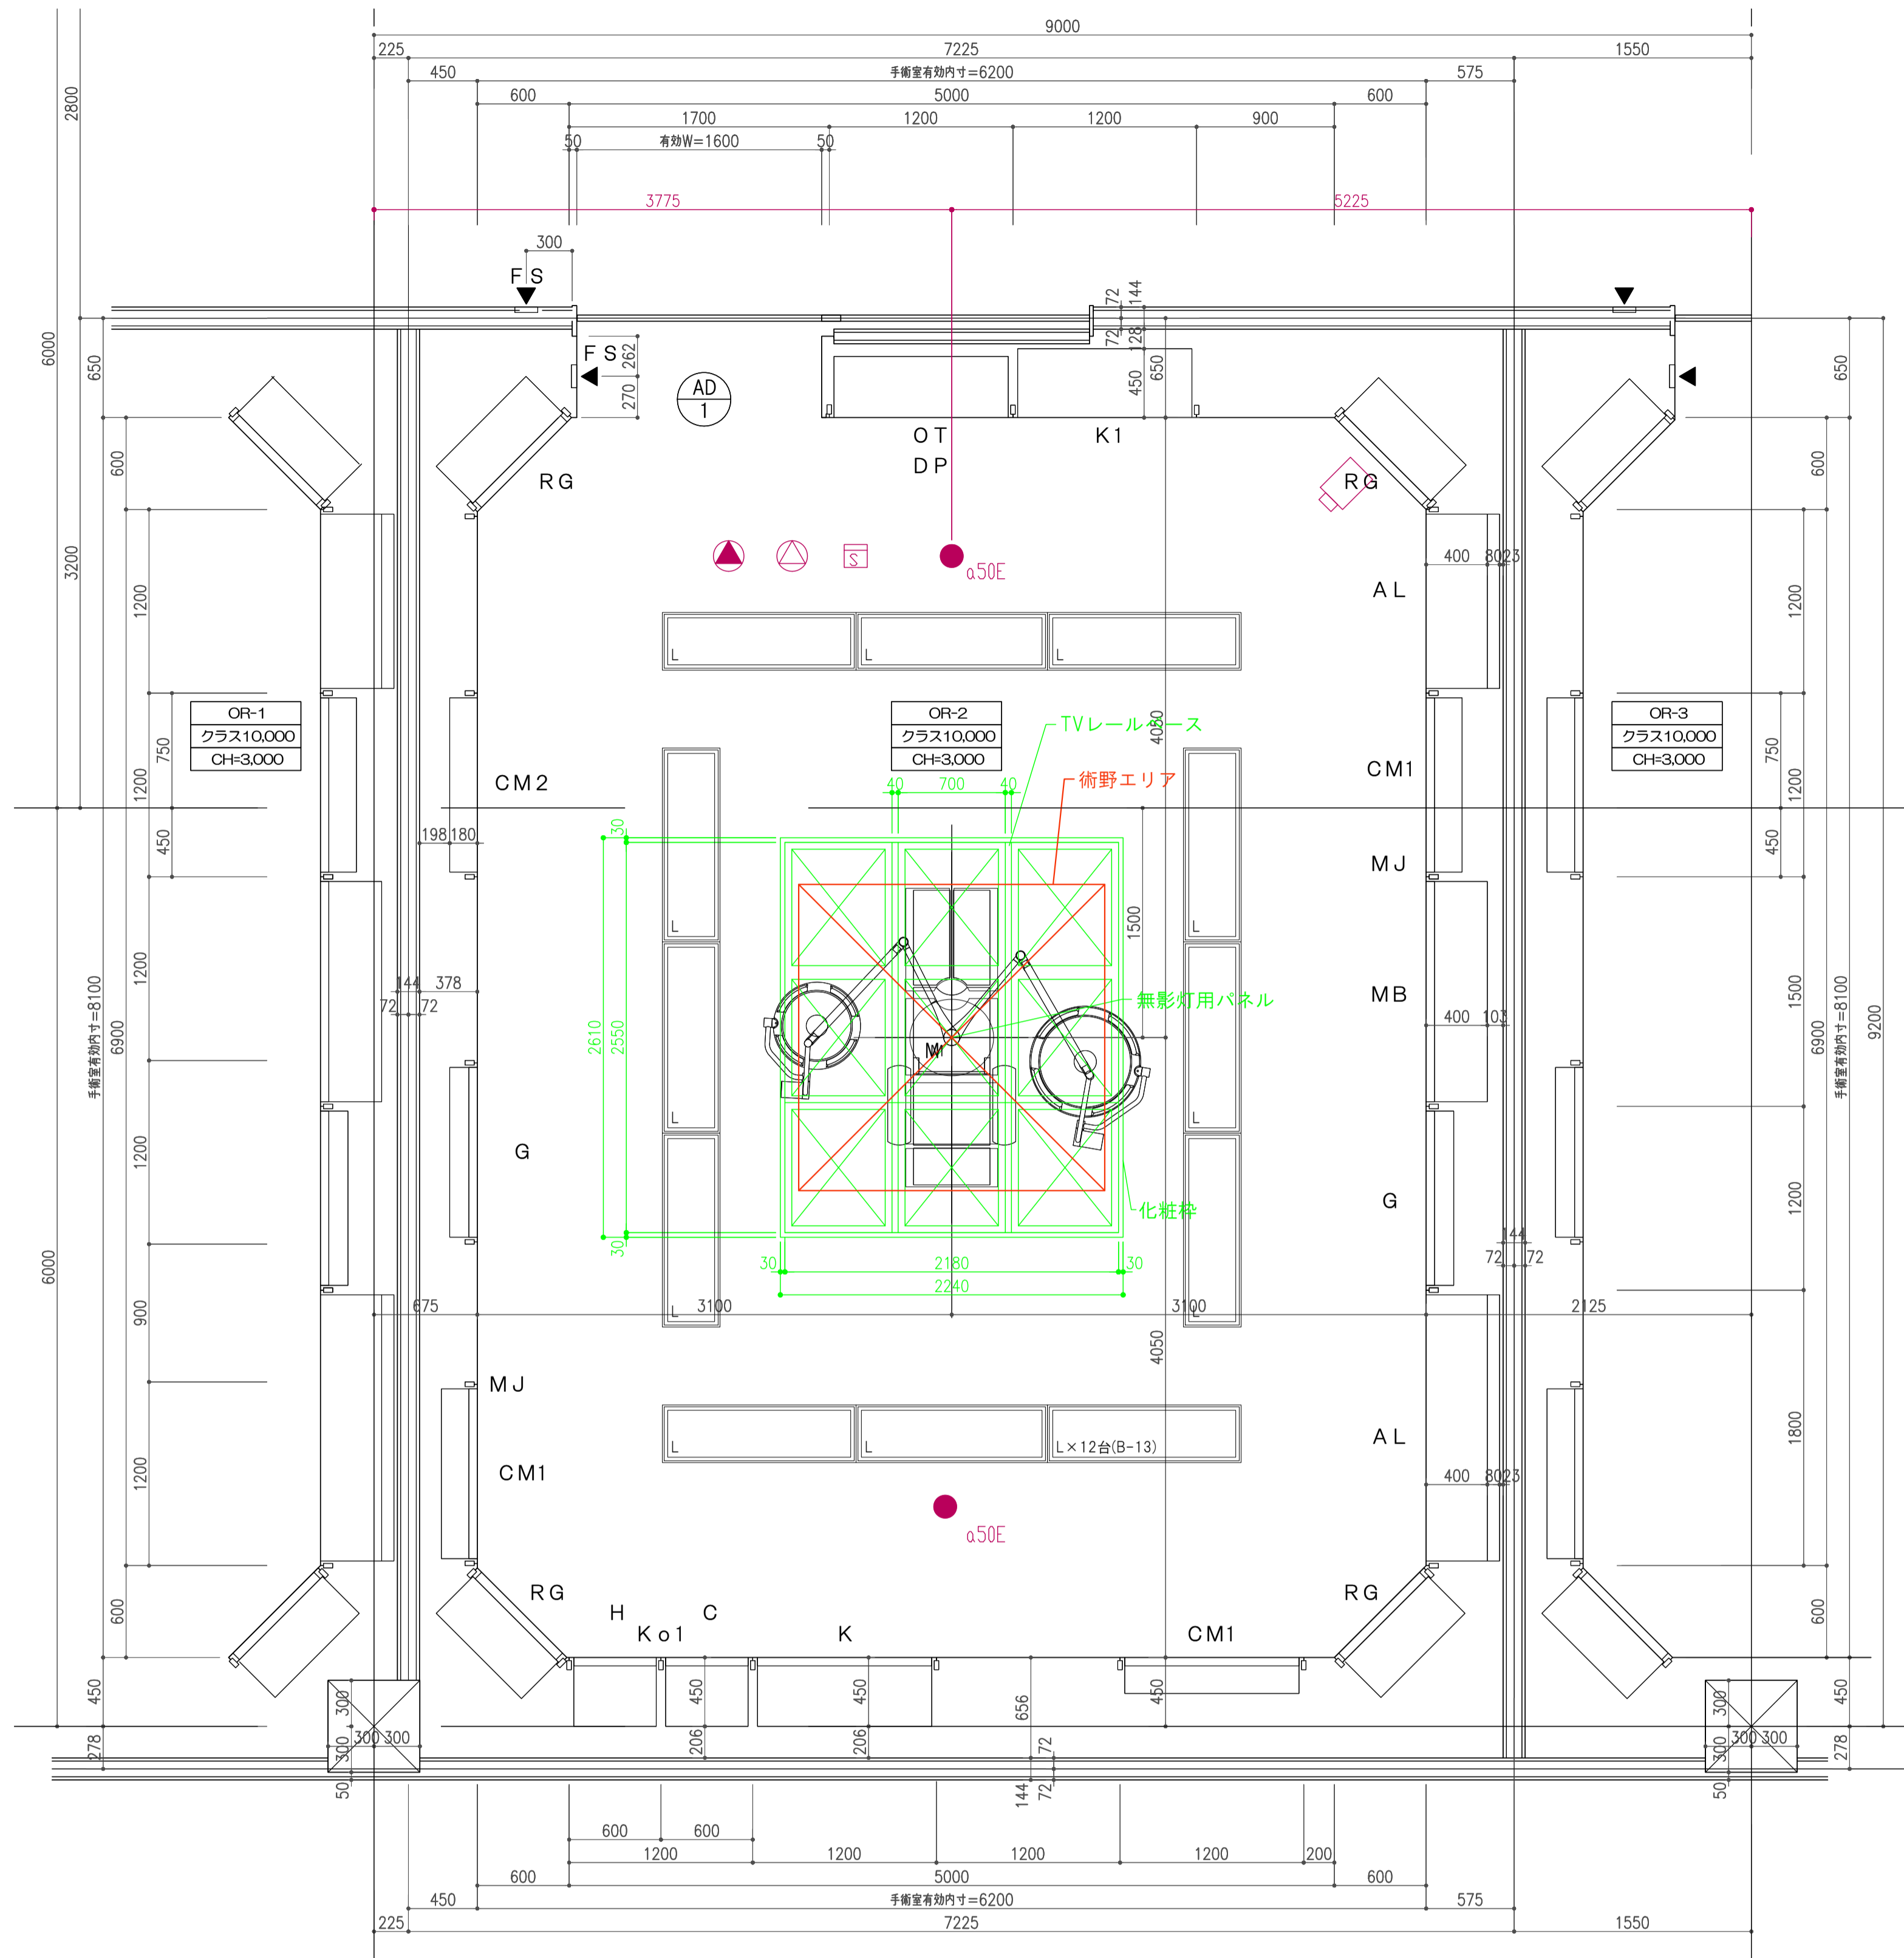 9000
225 7225 1550
450 手術室有効内寸=6200 575
600 5000 600
1700 1200 1200 900
50 有効W=1600 50
3775 5225
2800
3200
6000
6000
300
FS
FS
262
270
AD
1
72
144
72
128
450
650
650
650
OT
DP
K1
RG
RG
600
600
a50E
AL
400 80 23
L
L
L
1200
1200
OR-1
クラス10,000
CH=3,000
OR-2
クラス10,000
CH=3,000
OR-3
クラス10,000
CH=3,000
TVレールベース
術野エリア
4050
750
1200
450
750
1200
450
CM2
CM1
40 700 40
198 180
30
MJ
L
L
1500
無影灯用パネル
MB
144 378
72 72
400 103
2610
2550
1200
1500
手術室有効内寸=8100
6900
6900
手術室有効内寸=8100
9200
L
L
G
G
1200
1200
化粧枠
144
72 72
30
30 2180 30
2240
L
L
675 3100 3100 2125
900
4050
MJ
L
L
L×12台(B-13)
CM1
AL
1200
1800
400 80 23
a50E
RG
RG
H
C
Ko1
K
CM1
600
600
450
278
450
206
450
206
656
450
72
144
72
450
278
300
300 300
300
50
300
300 300
300
50
600 600
1200 1200 1200 1200 200
600 5000 600
450 手術室有効内寸=6200 575
225 7225 1550